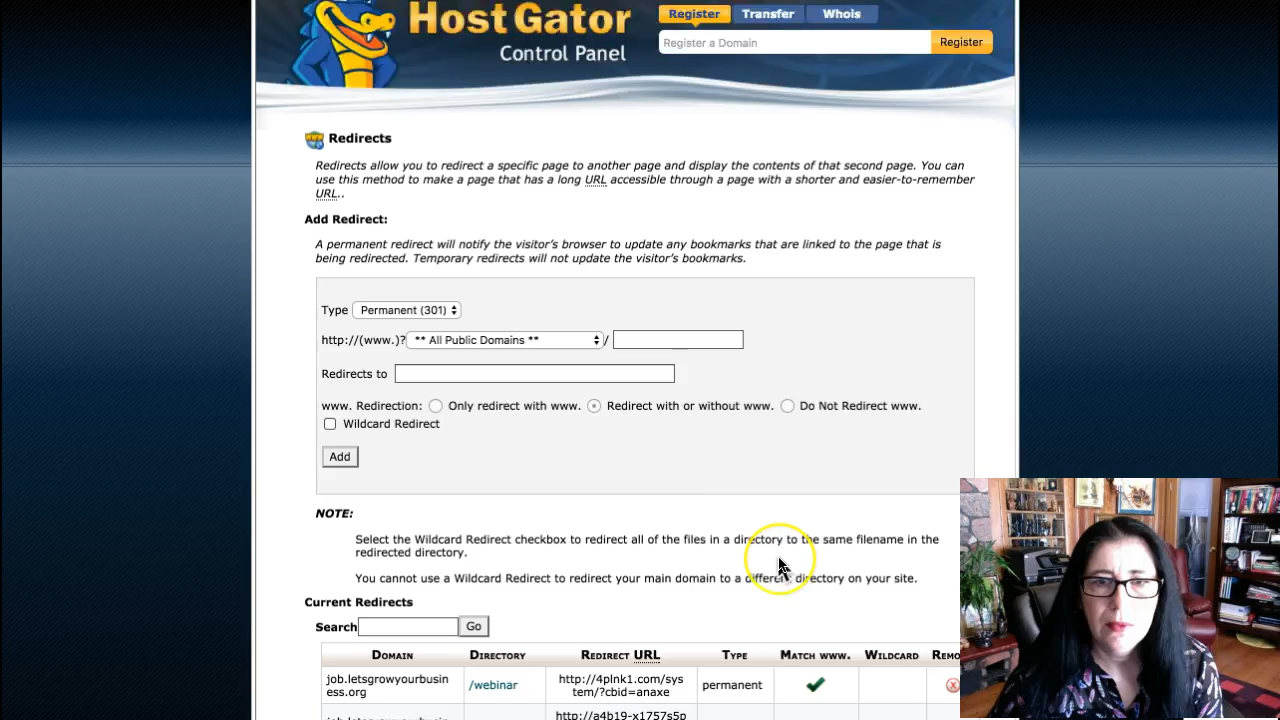 HostGator
Control Panel
Register Transfer Whois
Register a Domain Register
Redirects
Redirects allow you to redirect a specific page to another page and display the contents of that second page. You can
use this method to make a page that has a long URL accessible through a page with a shorter and easier-to-remember
URL..
Add Redirect:
A permanent redirect will notify the visitor's browser to update any bookmarks that are linked to the page that is
being redirected. Temporary redirects will not update the visitor's bookmarks.
Type Permanent (301)
http://(www.)? ** All Public Domains ** /
Redirects to
www. Redirection: Only redirect with www. Redirect with or without www. Do Not Redirect www.
Wildcard Redirect
Add
NOTE:
Select the Wildcard Redirect checkbox to redirect all of the files in a directory to the same filename in the
redirected directory.
You cannot use a Wildcard Redirect to redirect your main domain to a different directory on your site.
Current Redirects
Search Go
Domain Directory Redirect URL Type Match www. Wildcard Remo
job.letsgrowyourbusin
ess.org
/webinar
http://4plnk1.com/sys
tem/?cbid=anaxe
permanent
http://a4b19-x1757s5p